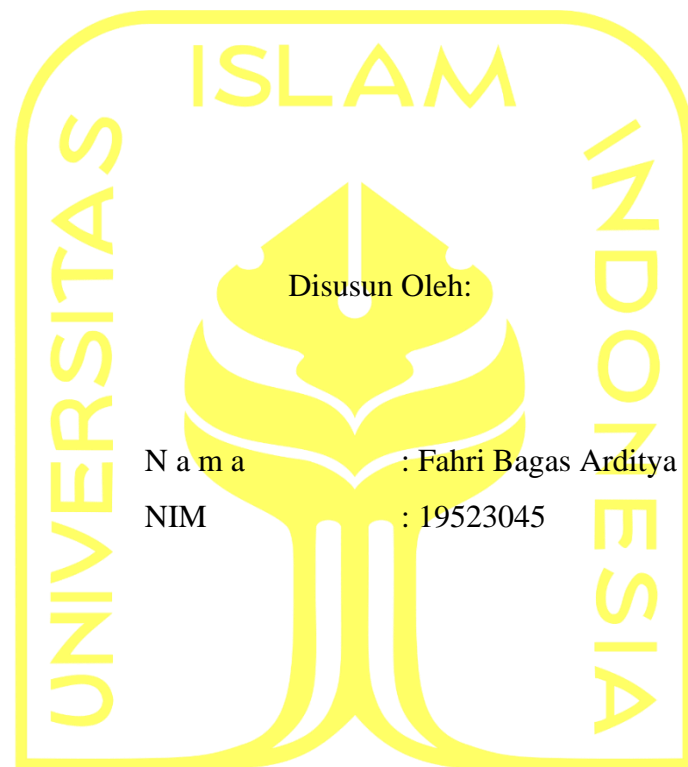 UNIVERSITAS ISLAM INDONESIA
Disusun Oleh:
N a m a : Fahri Bagas Arditya
NIM : 19523045